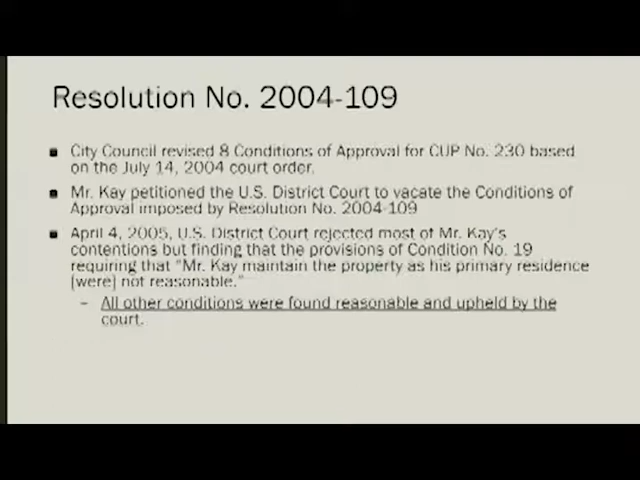 Resolution No. 2004-109
▪ City Council revised 8 Conditions of Approval for CUP No. 230 based
on the July 14, 2004 court order.
▪ Mr. Kay petitioned the U.S. District Court to vacate the Conditions of
Approval imposed by Resolution No. 2004-109
▪ April 4, 2005, U.S. District Court rejected most of Mr. Kay's
contentions but finding that the provisions of Condition No. 19
requiring that "Mr. Kay maintain the property as his primary residence
[were] not reasonable."
– All other conditions were found reasonable and upheld by the
court.